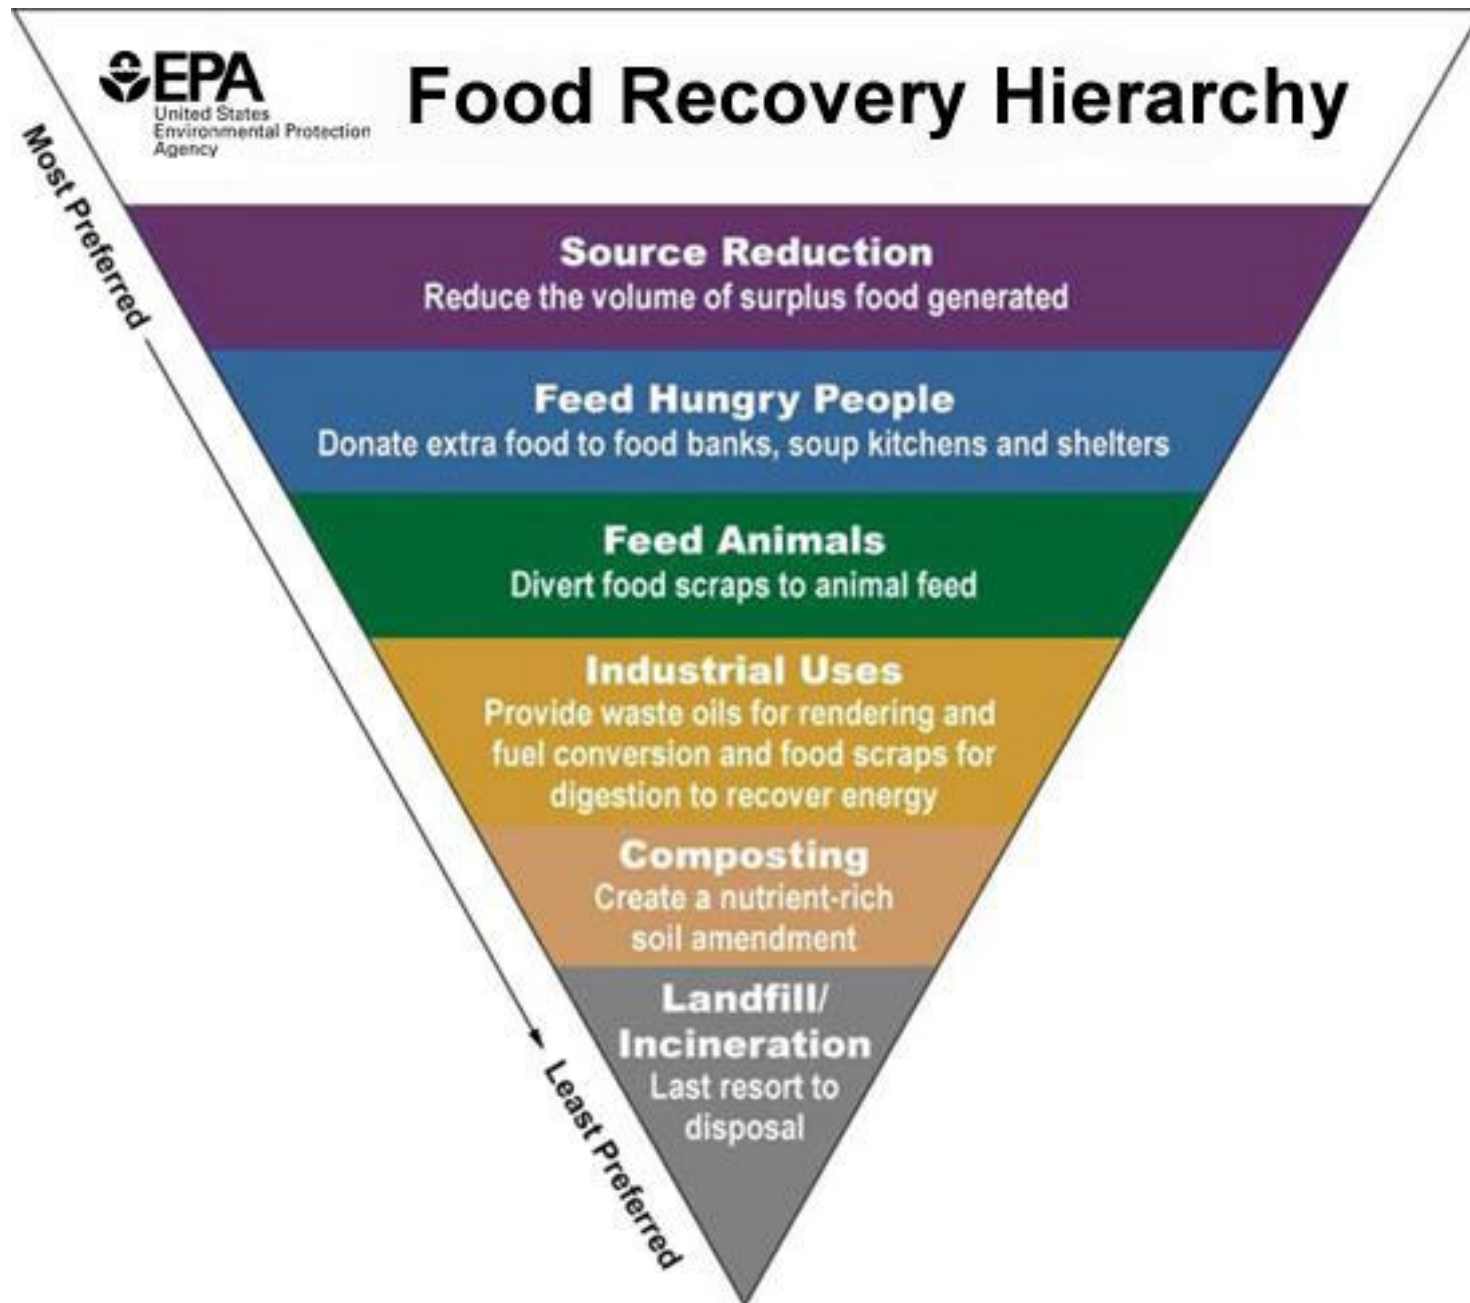 EPA
United States
Environmental Protection
Agency
Food Recovery Hierarchy
Most Preferred
Source Reduction
Reduce the volume of surplus food generated
Feed Hungry People
Donate extra food to food banks, soup kitchens and shelters
Feed Animals
Divert food scraps to animal feed
Industrial Uses
Provide waste oils for rendering and
fuel conversion and food scraps for
digestion to recover energy
Composting
Create a nutrient-rich
soil amendment
Landfill/
Incineration
Last resort to
disposal
Least Preferred